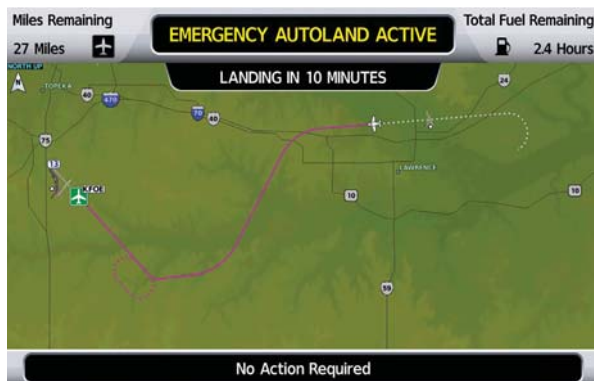 Miles Remaining
27 Miles
EMERGENCY AUTOLAND ACTIVE
Total Fuel Remaining
2.4 Hours
LANDING IN 10 MINUTES
NORTH UP
N
TOPEKA
40
470
70
40
24
75
13
KFOE
LAWRENCE
10
10
59
No Action Required